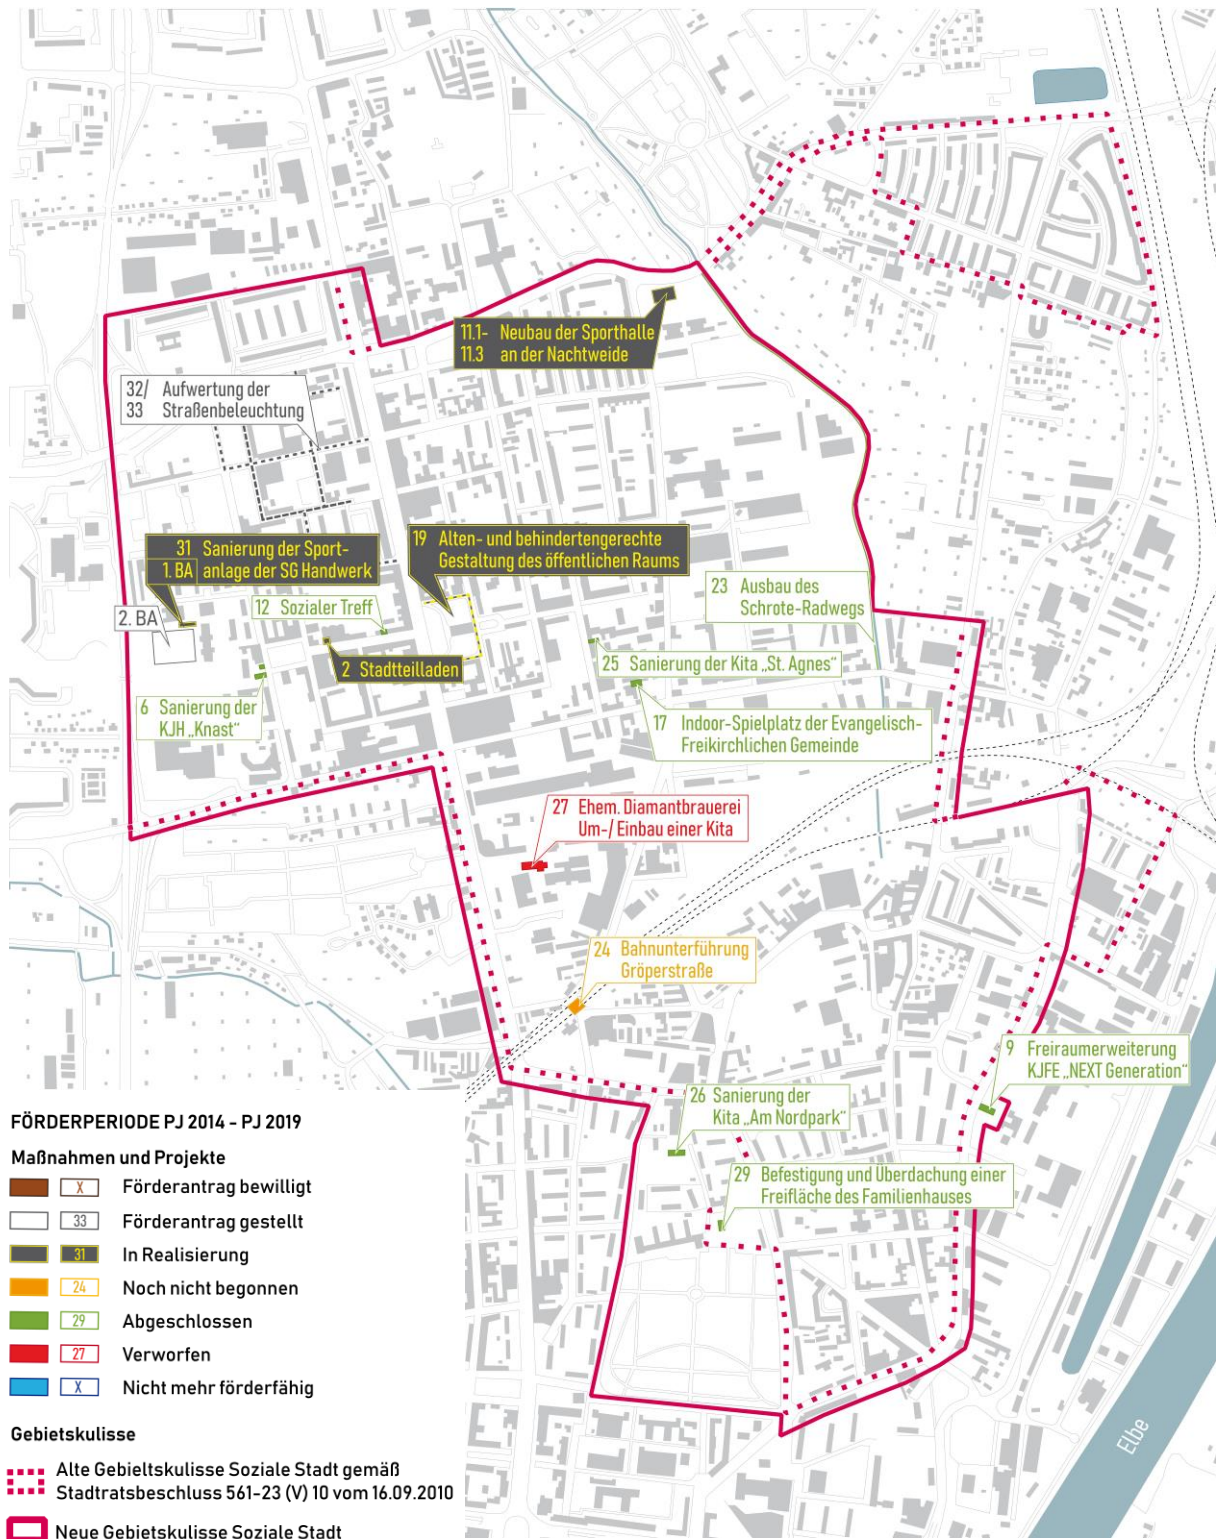 11.1- Neubau der Sporthalle
11.3 an der Nachtweide
32/ Aufwertung der
33 Straßenbeleuchtung
31 Sanierung der Sport-
1. BA anlage der SG Handwerk
2. BA
19 Alten- und behindertengerechte
Gestaltung des öffentlichen Raums
12 Sozialer Treff
2 Stadtteilladen
23 Ausbau des
Schrote-Radwegs
25 Sanierung der Kita „St. Agnes“
6 Sanierung der
KJH „Knast“
17 Indoor-Spielplatz der Evangelisch-
Freikirchlichen Gemeinde
27 Ehem. Diamantbrauerei
Um-/ Einbau einer Kita
24 Bahnunterführung
Gröperstraße
9 Freiraumerweiterung
KJFE „NEXT Generation“
26 Sanierung der
Kita „Am Nordpark“
29 Befestigung und Überdachung einer
Freifläche des Familienhauses
Elbe
FÖRDERPERIODE PJ 2014 - PJ 2019
Maßnahmen und Projekte
X Förderantrag bewilligt
33 Förderantrag gestellt
31 In Realisierung
24 Noch nicht begonnen
29 Abgeschlossen
27 Verworfen
X Nicht mehr förderfähig
Gebietskulisse
Alte Gebieltskulisse Soziale Stadt gemäß
Stadtratsbeschluss 561-23 (V) 10 vom 16.09.2010
Neue Gebietskulisse Soziale Stadt